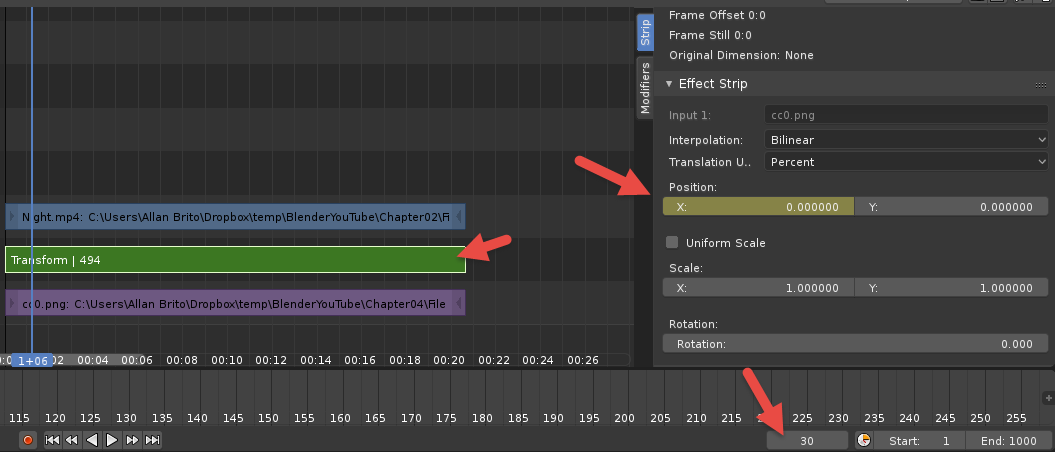 Frame Offset 0:0
Frame Still 0:0
Original Dimension: None
Strip
Modifiers
Effect Strip
Input 1: cc0.png
Interpolation: Bilinear
Translation U.. Percent
Position:
X: 0.000000 Y: 0.000000
Uniform Scale
Scale:
X: 1.000000 Y: 1.000000
Rotation:
Rotation: 0.000
Night.mp4: C:\Users\Allan Brito\Dropbox\temp\BlenderYouTube\Chapter02\Fi
Transform | 494
cc0.png: C:\Users\Allan Brito\Dropbox\temp\BlenderYouTube\Chapter04\File
1+06 02 00:04 00:06 00:08 00:10 00:12 00:14 00:16 00:18 00:20 00:22 00:24 00:26
115 120 125 130 135 140 145 150 155 160 165 170 175 180 185 190 195 200 205 210 215 225 230 235 240 245 250 255
30 Start: 1 End: 1000